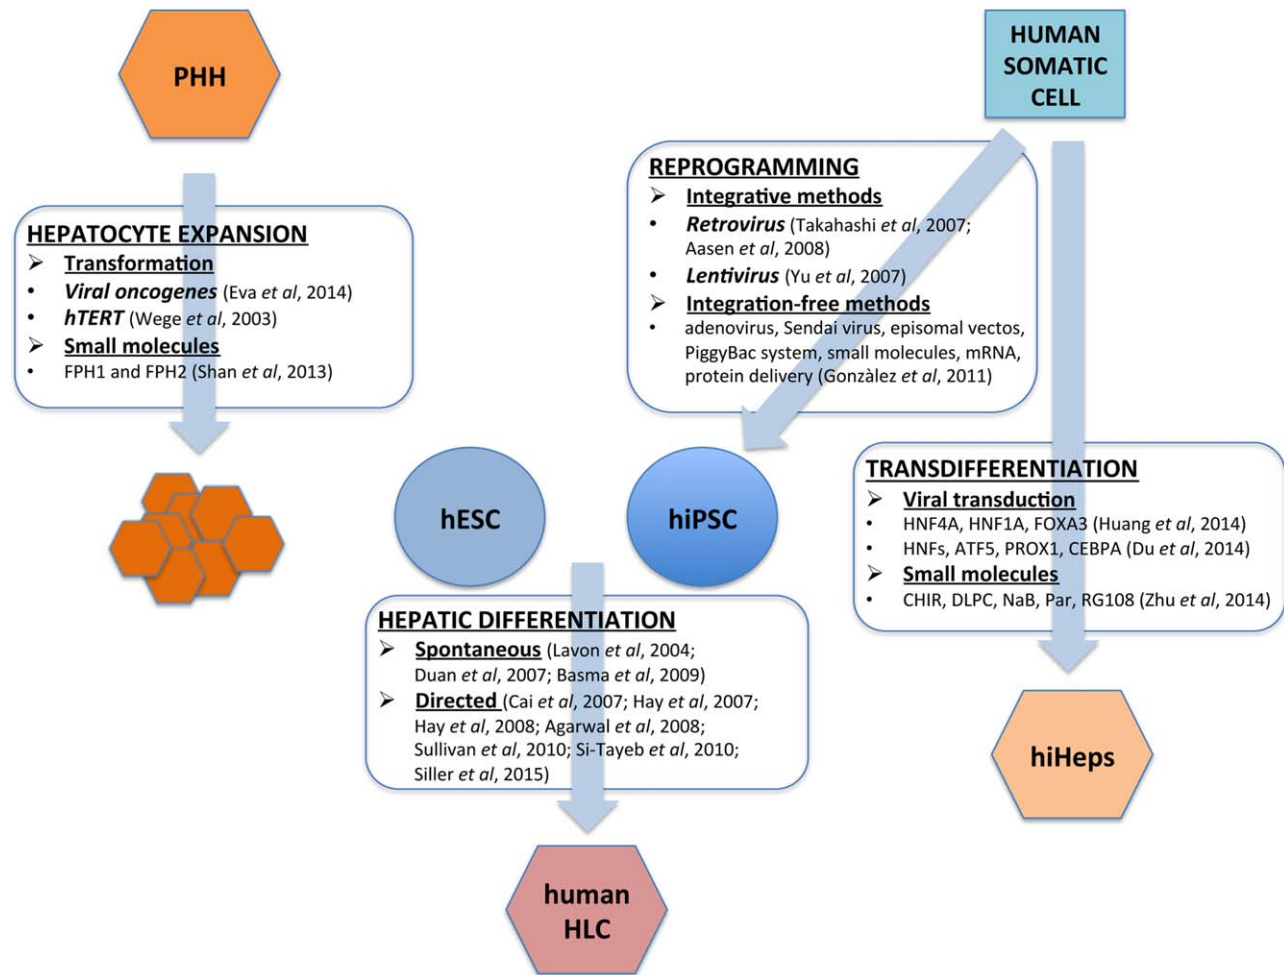 PHH
HUMAN
SOMATIC
CELL
HEPATOCYTE EXPANSION
➢ Transformation
• Viral oncogenes (Eva et al, 2014)
• hTERT (Wege et al, 2003)
➢ Small molecules
• FPH1 and FPH2 (Shan et al, 2013)
REPROGRAMMING
➢ Integrative methods
• Retrovirus (Takahashi et al, 2007;
Aasen et al, 2008)
• Lentivirus (Yu et al, 2007)
➢ Integration-free methods
• adenovirus, Sendai virus, episomal vectos,
PiggyBac system, small molecules, mRNA,
protein delivery (Gonzàlez et al, 2011)
hESC
hiPSC
TRANSDIFFERENTIATION
➢ Viral transduction
• HNF4A, HNF1A, FOXA3 (Huang et al, 2014)
• HNFs, ATF5, PROX1, CEBPA (Du et al, 2014)
➢ Small molecules
• CHIR, DLPC, NaB, Par, RG108 (Zhu et al, 2014)
HEPATIC DIFFERENTIATION
➢ Spontaneous (Lavon et al, 2004;
Duan et al, 2007; Basma et al, 2009)
➢ Directed (Cai et al, 2007; Hay et al, 2007;
Hay et al, 2008; Agarwal et al, 2008;
Sullivan et al, 2010; Si-Tayeb et al, 2010;
Siller et al, 2015)
hiHeps
human
HLC